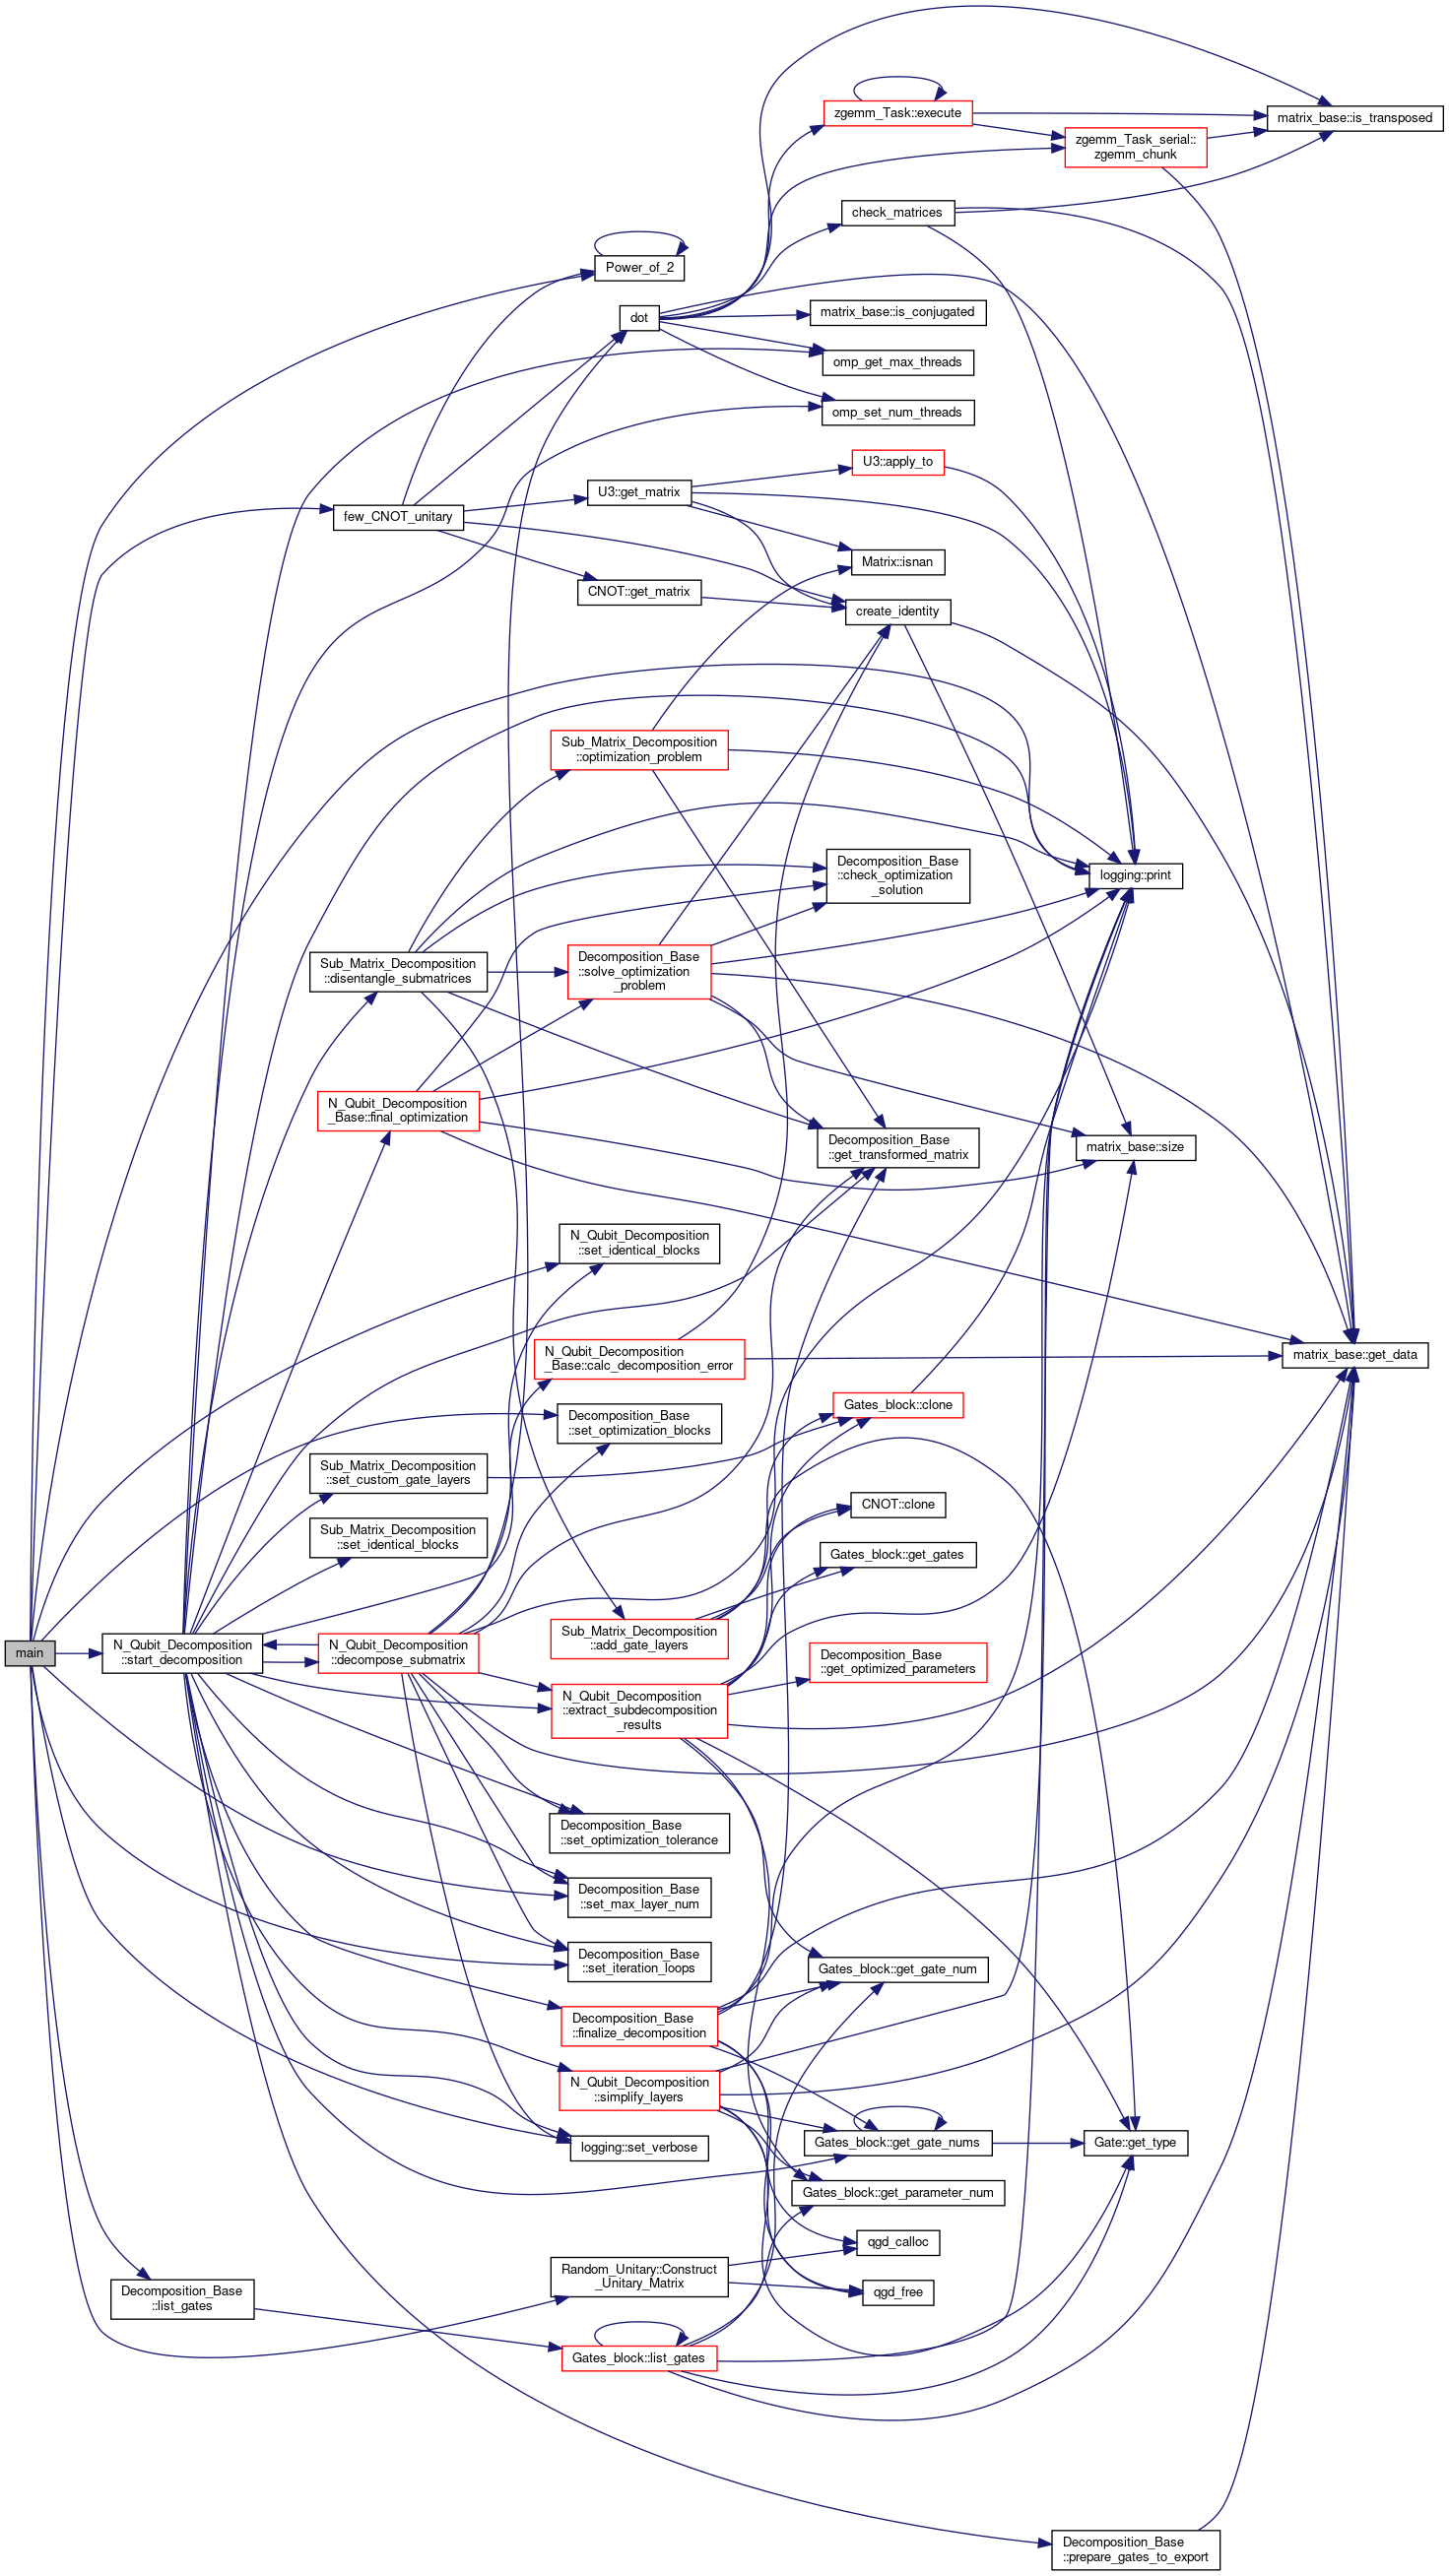 zgemm_Task::execute
matrix_base::is_transposed
zgemm_Task_serial::
zgemm_chunk
check_matrices
Power_of_2
matrix_base::is_conjugated
dot
omp_get_max_threads
omp_set_num_threads
U3::apply_to
U3::get_matrix
few_CNOT_unitary
Matrix::isnan
CNOT::get_matrix
create_identity
Sub_Matrix_Decomposition
::optimization_problem
Decomposition_Base
::check_optimization
_solution
logging::print
Sub_Matrix_Decomposition
::disentangle_submatrices
Decomposition_Base
::solve_optimization
_problem
N_Qubit_Decomposition
_Base::final_optimization
Decomposition_Base
::get_transformed_matrix
matrix_base::size
N_Qubit_Decomposition
::set_identical_blocks
N_Qubit_Decomposition
_Base::calc_decomposition_error
matrix_base::get_data
Gates_block::clone
Decomposition_Base
::set_optimization_blocks
Sub_Matrix_Decomposition
::set_custom_gate_layers
CNOT::clone
Sub_Matrix_Decomposition
::set_identical_blocks
Gates_block::get_gates
main
N_Qubit_Decomposition
::start_decomposition
N_Qubit_Decomposition
::decompose_submatrix
Sub_Matrix_Decomposition
::add_gate_layers
Decomposition_Base
::get_optimized_parameters
N_Qubit_Decomposition
::extract_subdecomposition
_results
Decomposition_Base
::set_optimization_tolerance
Decomposition_Base
::set_max_layer_num
Decomposition_Base
::set_iteration_loops
Gates_block::get_gate_num
Decomposition_Base
::finalize_decomposition
N_Qubit_Decomposition
::simplify_layers
logging::set_verbose
Gates_block::get_gate_nums
Gate::get_type
Gates_block::get_parameter_num
qgd_calloc
Random_Unitary::Construct
_Unitary_Matrix
qgd_free
Decomposition_Base
::list_gates
Gates_block::list_gates
Decomposition_Base
::prepare_gates_to_export